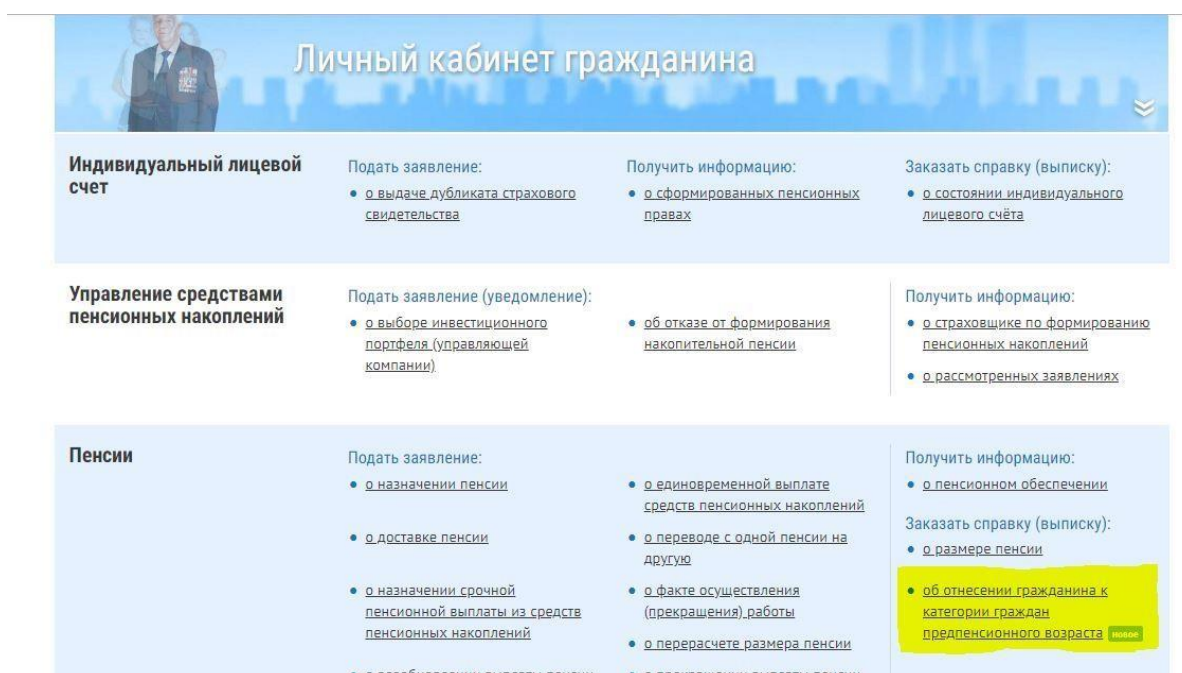 Личный кабинет гражданина
Индивидуальный лицевой
счет
Подать заявление:
о выдаче дубликата страхового
свидетельства
Получить информацию:
о сформированных пенсионных
правах
Заказать справку (выписку):
о состоянии индивидуального
лицевого счёта
Управление средствами
пенсионных накоплений
Подать заявление (уведомление):
о выборе инвестиционного
портфеля (управляющей
компании)
об отказе от формирования
накопительной пенсии
Получить информацию:
о страховщике по формированию
пенсионных накоплений
о рассмотренных заявлениях
Пенсии
Подать заявление:
о назначении пенсии
о доставке пенсии
о назначении срочной
пенсионной выплаты из средств
пенсионных накоплений
о единовременной выплате
средств пенсионных накоплений
о переводе с одной пенсии на
другую
о факте осуществления
(прекращения) работы
о перерасчете размера пенсии
Получить информацию:
о пенсионном обеспечении
Заказать справку (выписку):
о размере пенсии
об отнесении гражданина к
категории граждан
предпенсионного возраста новое